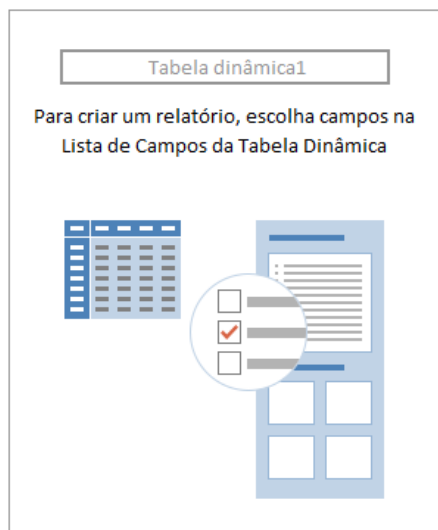 Tabela dinâmica1
Para criar um relatório, escolha campos na
Lista de Campos da Tabela Dinâmica